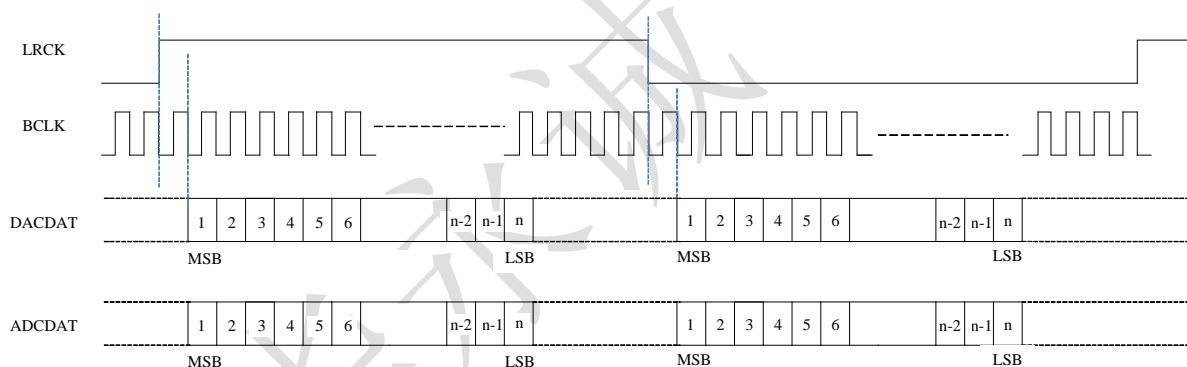 LRCK
BCLK
DACDAT 1 2 3 4 5 6 n-2 n-1 n 1 2 3 4 5 6 n-2 n-1 n
MSB LSB MSB LSB
ADCDAT 1 2 3 4 5 6 n-2 n-1 n 1 2 3 4 5 6 n-2 n-1 n
MSB LSB MSB LSB